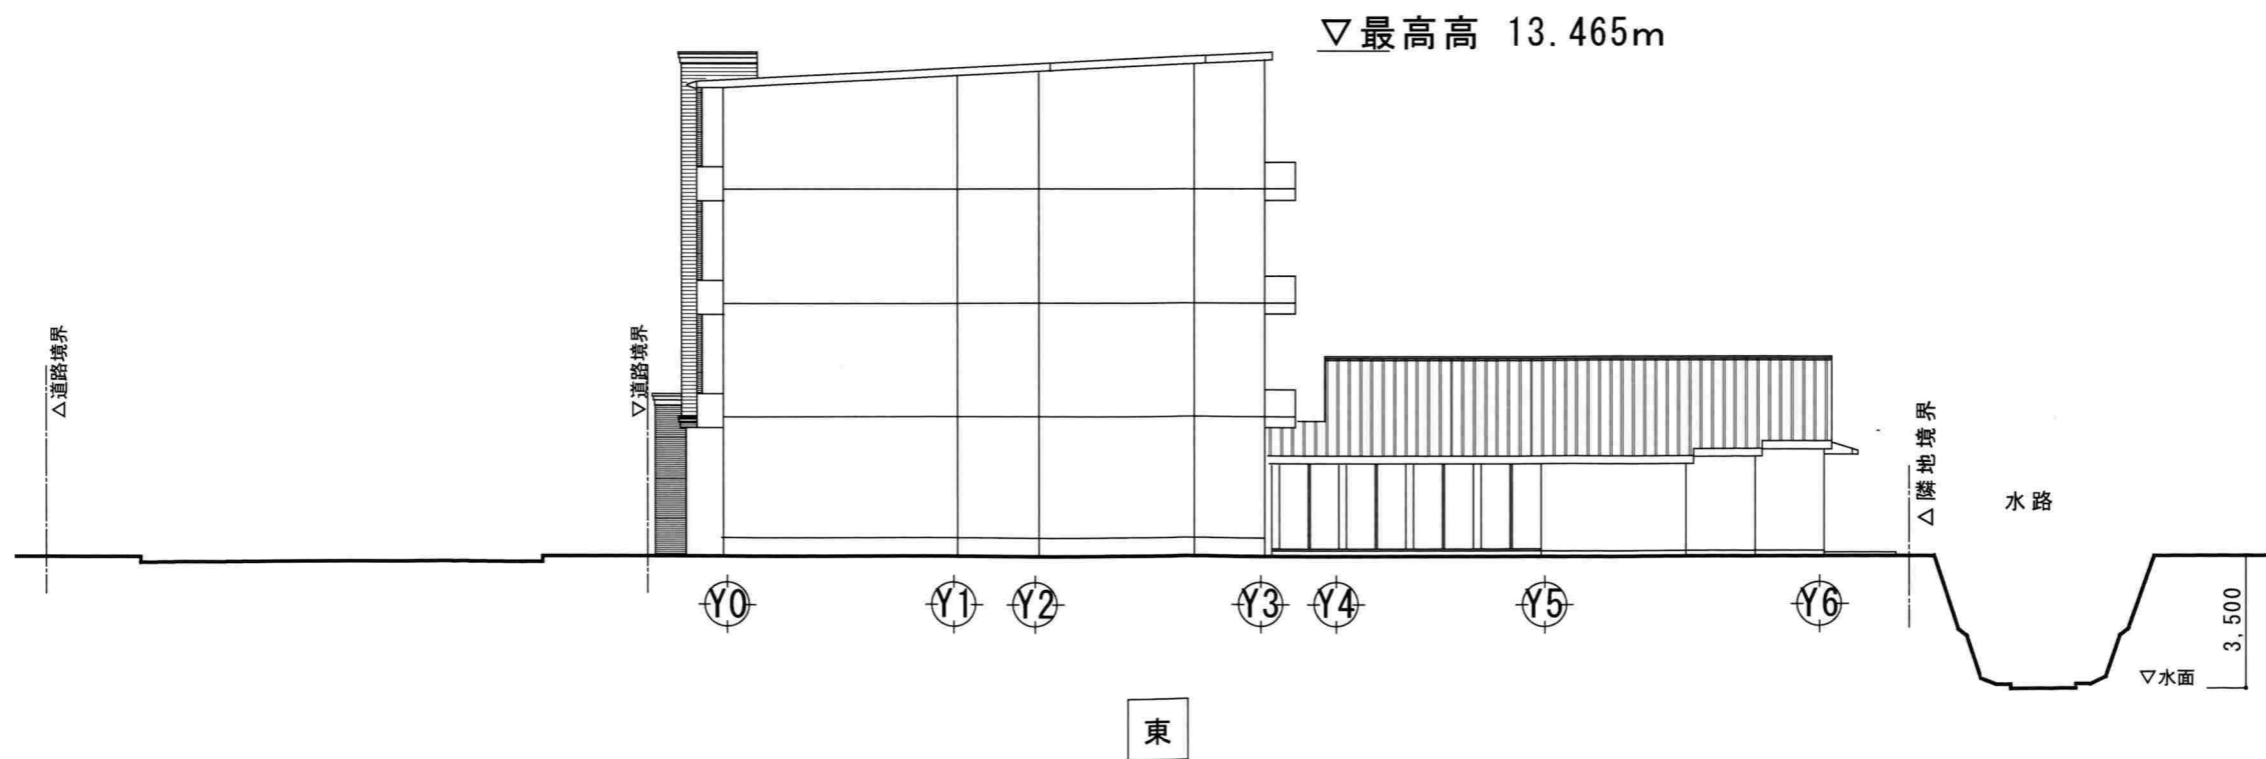 ▽最高高 13.465m
△道路境界
▽道路境界
△隣地境界
水路
Y0
Y1
Y2
Y3
Y4
Y5
Y6
3,500
▽水面
東